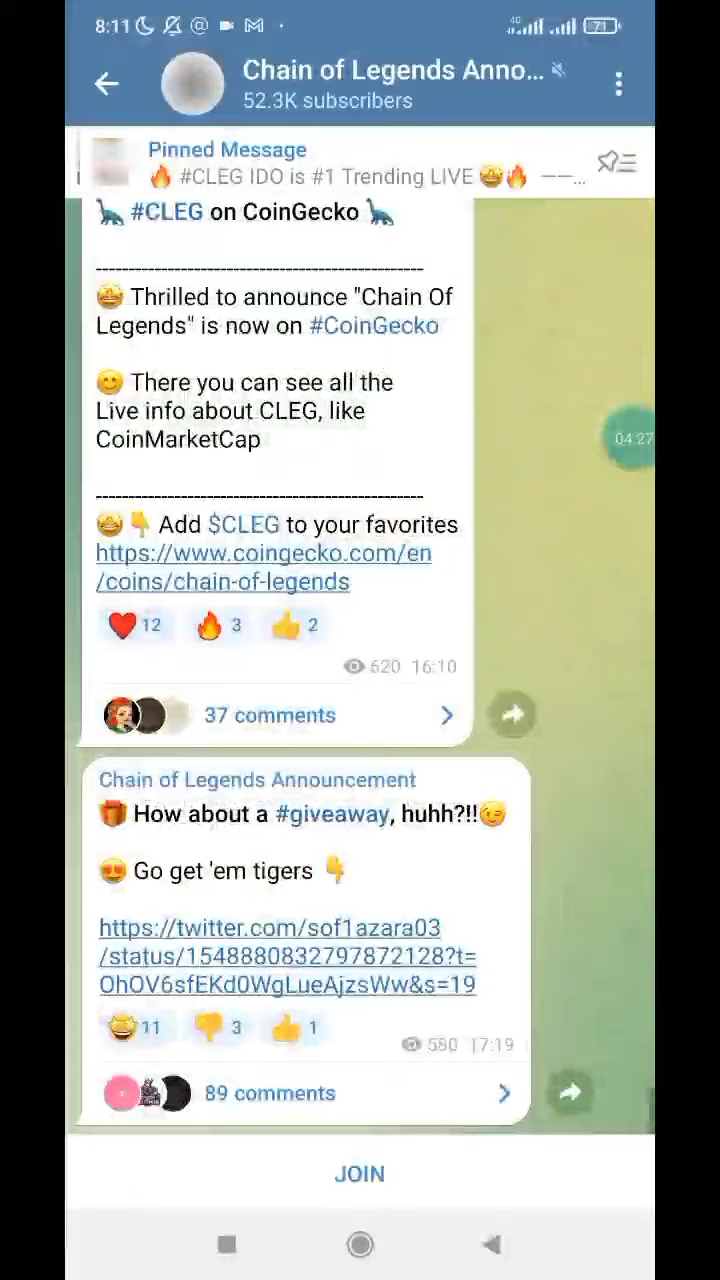 8:11
4G
71
Chain of Legends Anno...
52.3K subscribers
Pinned Message
🔥 #CLEG IDO is #1 Trending LIVE 🤩🔥 ——...
🦕 #CLEG on CoinGecko 🦕
--------------------------------------------------
🤩 Thrilled to announce "Chain Of
Legends" is now on #CoinGecko
😊 There you can see all the
Live info about CLEG, like
CoinMarketCap
--------------------------------------------------
🤩👇 Add $CLEG to your favorites
https://www.coingecko.com/en
/coins/chain-of-legends
❤️ 12 🔥 3 👍 2
620 16:10
37 comments
04:27
Chain of Legends Announcement
🎁 How about a #giveaway, huhh?!!😉
😍 Go get 'em tigers 👇
https://twitter.com/sof1azara03
/status/1548880832797872128?t=
OhOV6sfEKd0WgLueAjzsWw&s=19
🤩 11 👎 3 👍 1
580 17:19
89 comments
JOIN